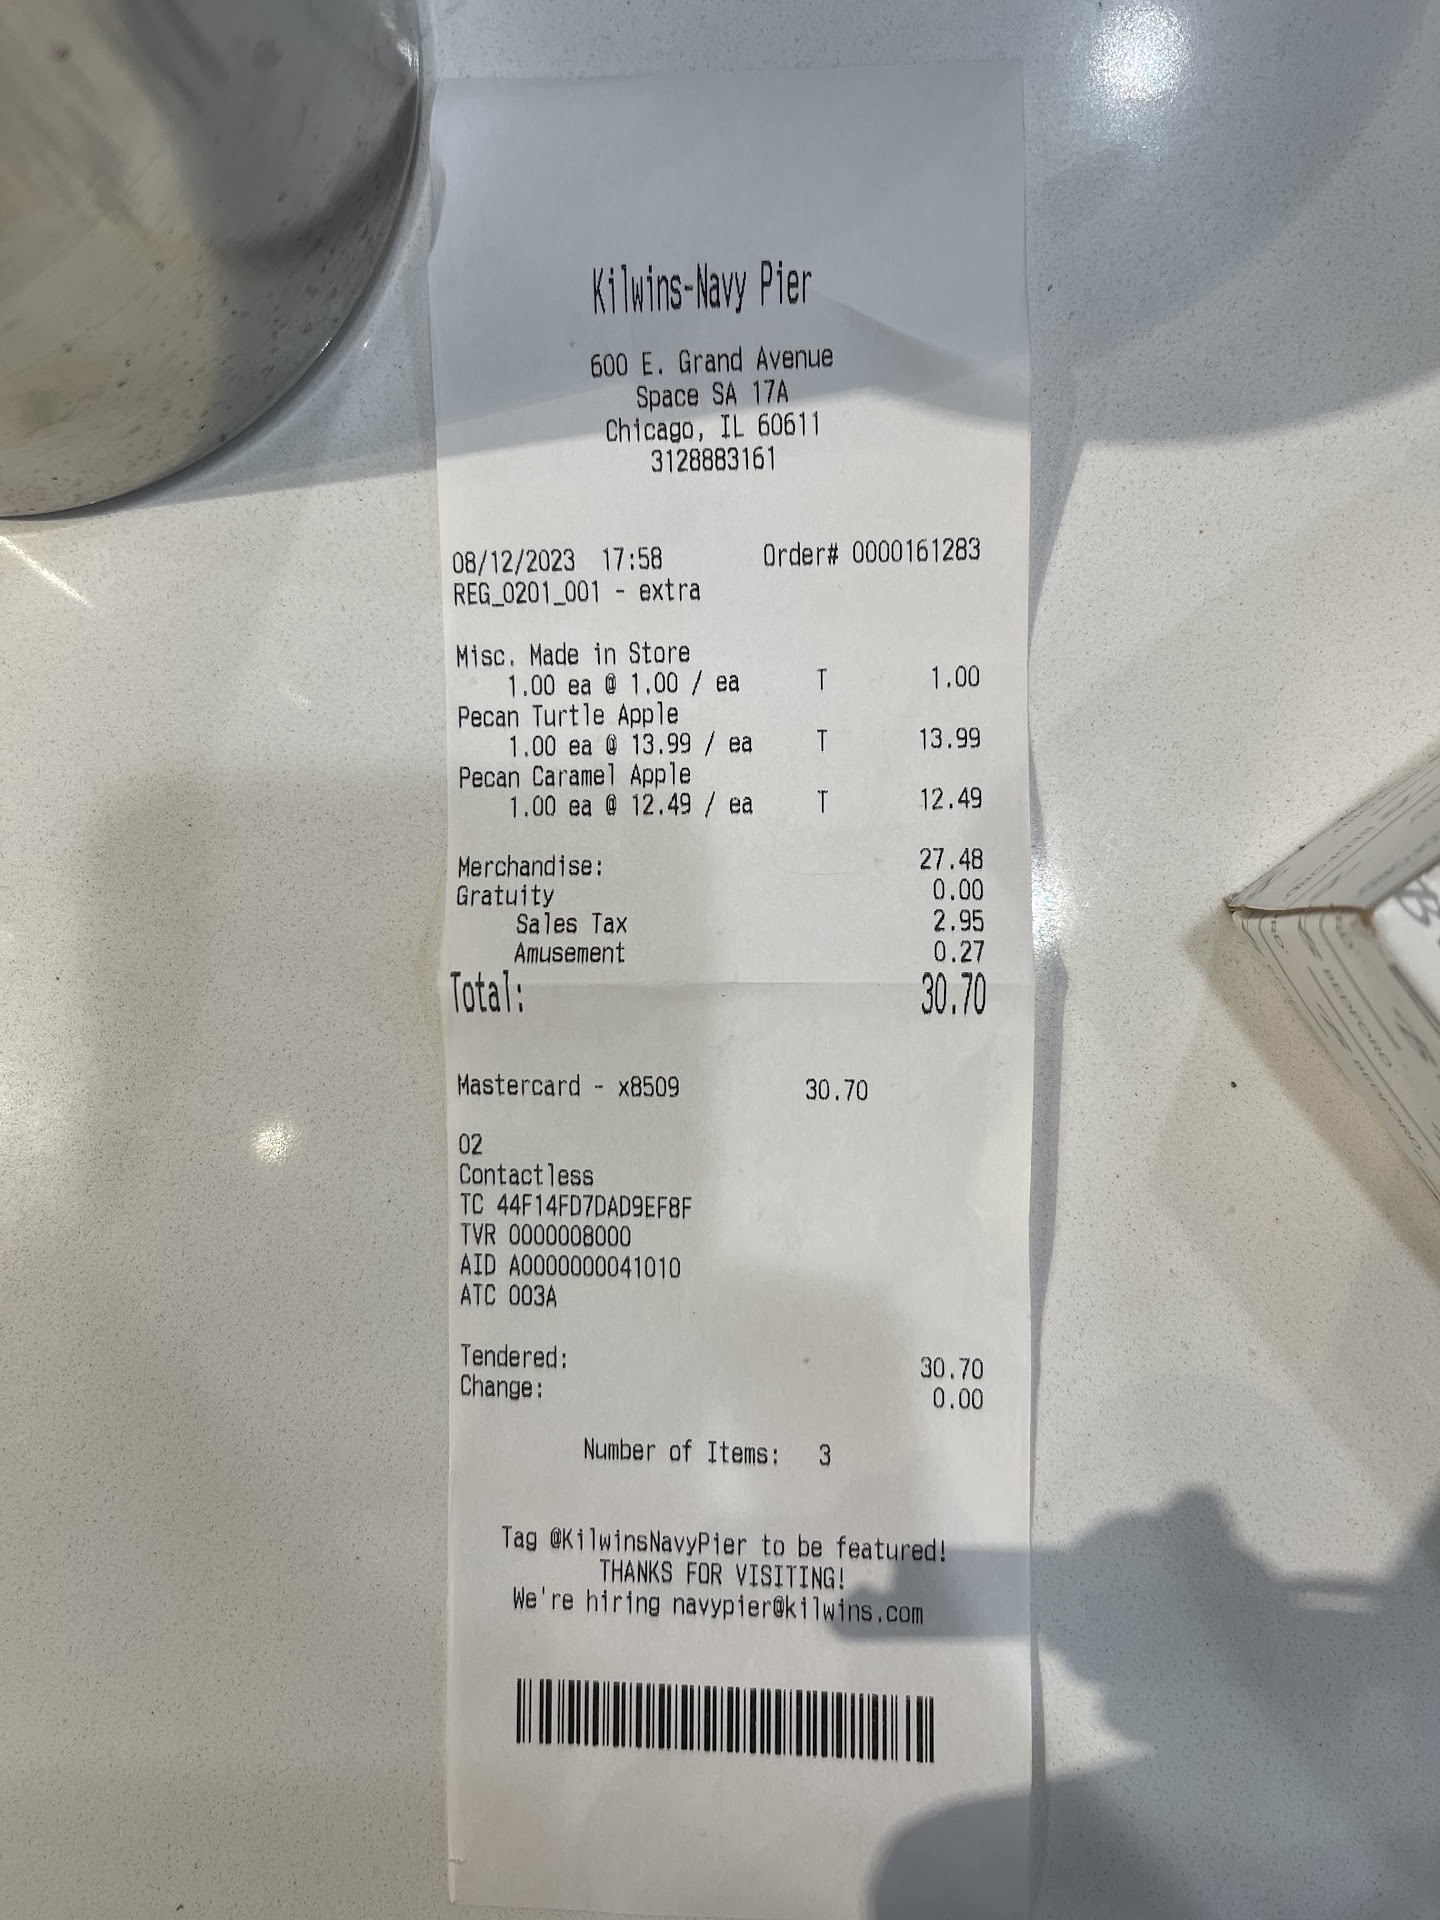 Kilwins-Navy Pier
600 E. Grand Avenue
Space SA 17A
Chicago, IL 60611
3128883161
08/12/2023 17:58 Order# 0000161283
REG_0201_001 - extra
Misc. Made in Store
1.00 ea @ 1.00 / ea T 1.00
Pecan Turtle Apple
1.00 ea @ 13.99 / ea T 13.99
Pecan Caramel Apple
1.00 ea @ 12.49 / ea T 12.49
Merchandise: 27.48
Gratuity 0.00
Sales Tax 2.95
Amusement 0.27
Total: 30.70
Mastercard - x8509 30.70
02
Contactless
TC 44F14FD7DAD9EF8F
TVR 0000008000
AID A0000000041010
ATC 003A
Tendered: 30.70
Change: 0.00
Number of Items: 3
Tag @KilwinsNavyPier to be featured!
THANKS FOR VISITING!
We're hiring navypier@kilwins.com
BEDFORD